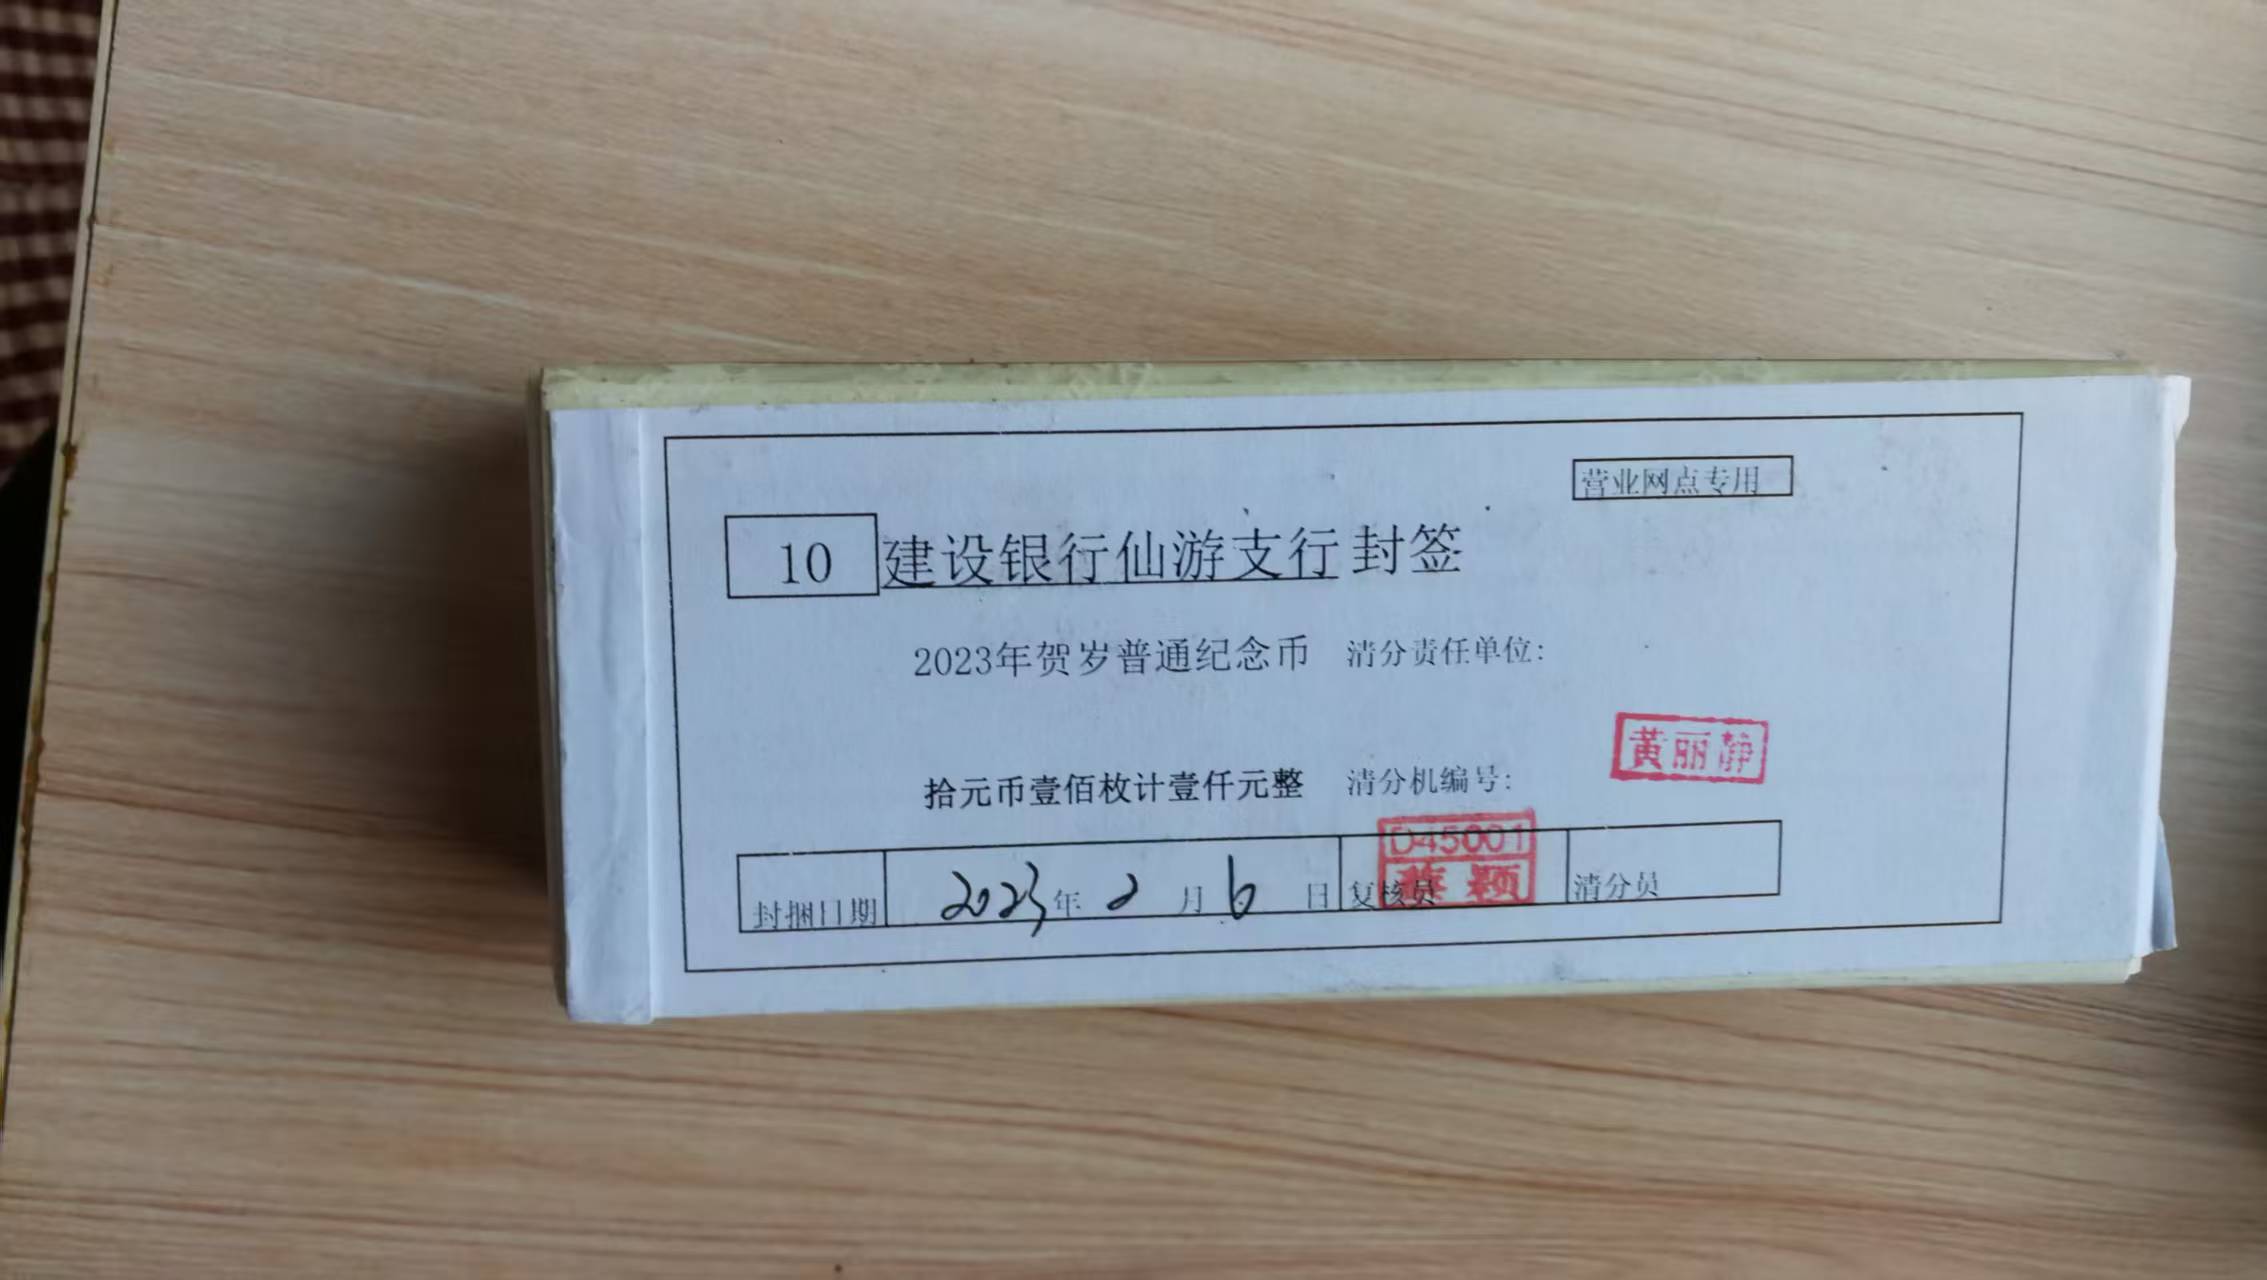 营业网点专用
10 建设银行仙游支行封签
2023年贺岁普通纪念币 清分责任单位:
黄丽静
拾元币壹佰枚计壹仟元整 清分机编号:
D45001
封捆日期 2023年2月6日 复核员 颖 清分员